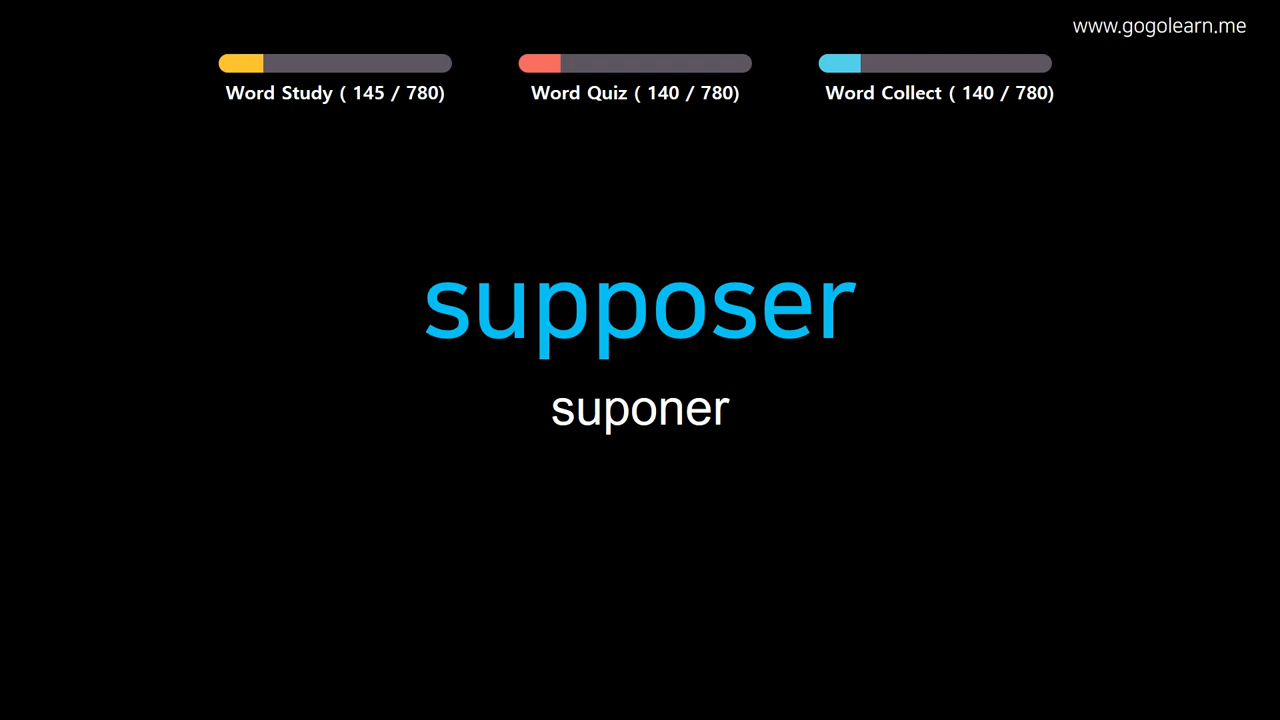 www.gogolearn.me
Word Study ( 145 / 780)
Word Quiz ( 140 / 780)
Word Collect ( 140 / 780)
supposer
suponer